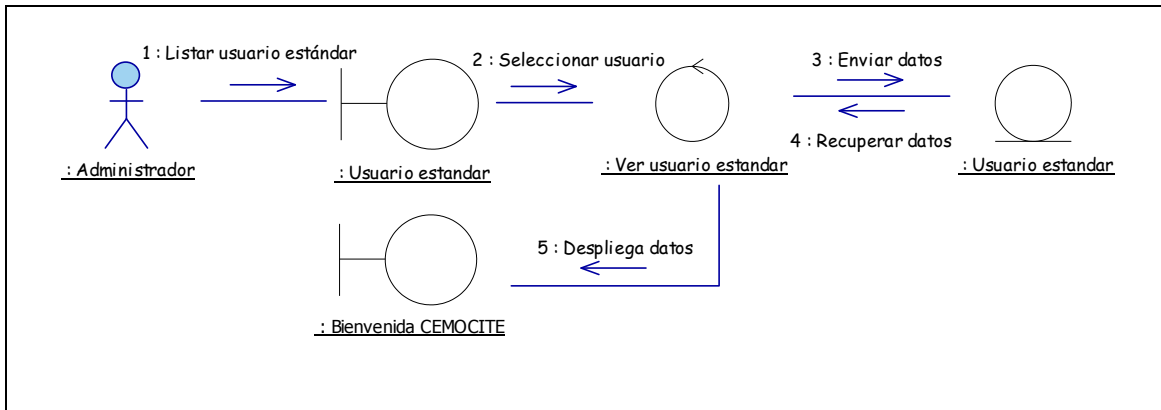 1 : Listar usuario estándar
2 : Seleccionar usuario
3 : Enviar datos
4 : Recuperar datos
: Administrador
: Usuario estandar
: Ver usuario estandar
: Usuario estandar
5 : Despliega datos
: Bienvenida CEMOCITE